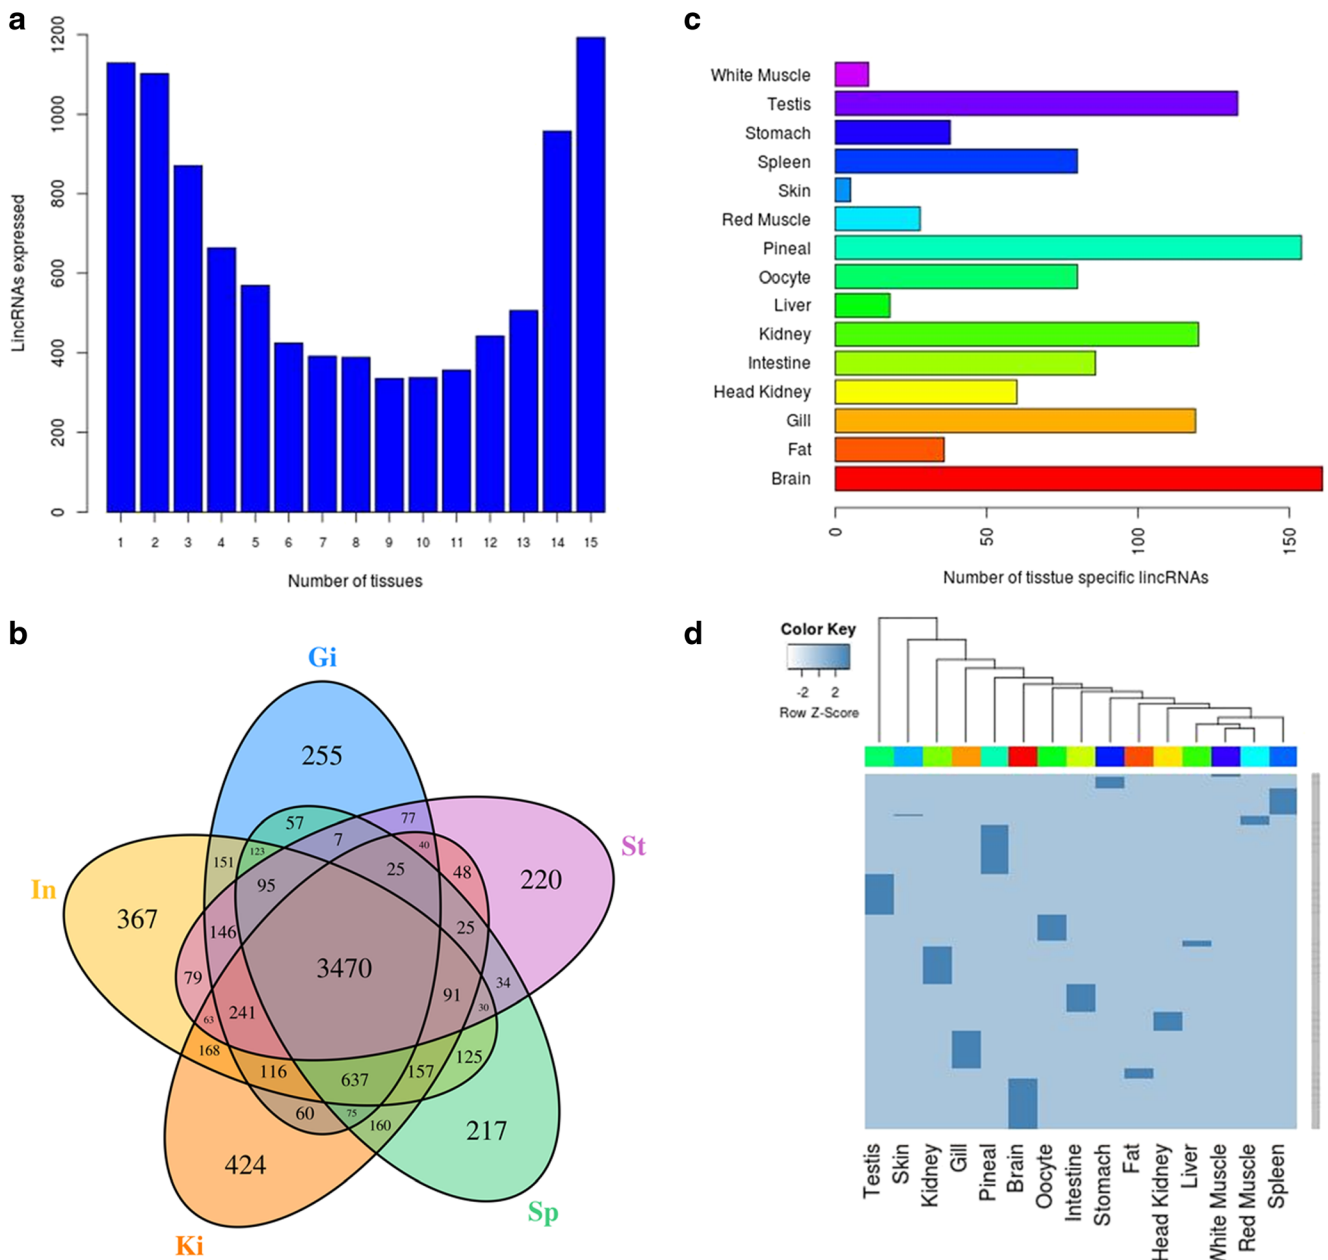 a
1200
1000
800
600
400
200
0
LincRNAs expressed
1 2 3 4 5 6 7 8 9 10 11 12 13 14 15
Number of tissues
c
White Muscle
Testis
Stomach
Spleen
Skin
Red Muscle
Pineal
Oocyte
Liver
Kidney
Intestine
Head Kidney
Gill
Fat
Brain
0 50 100 150
Number of tisstue specific lincRNAs
b
Gi
255
St
220
In
367
Ki
424
Sp
217
57
7
77
40
48
123
151
95
25
146
25
79
3470
34
91
30
63
241
168
116
637
157
125
60
75
160
d
Color Key
-2 2
Row Z-Score
Testis
Skin
Kidney
Gill
Pineal
Brain
Oocyte
Intestine
Stomach
Fat
Head Kidney
Liver
White Muscle
Red Muscle
Spleen